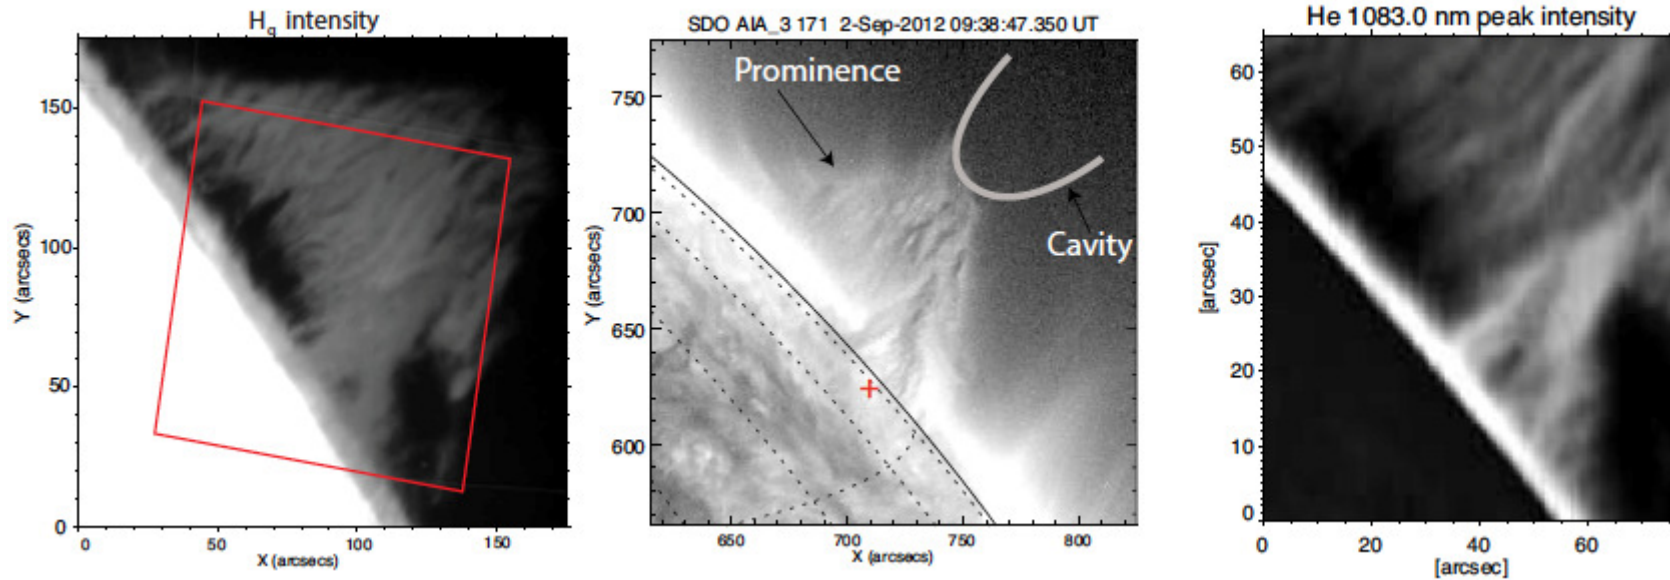 Hα intensity
150
100
50
0
0
50
100
150
Y (arcsecs)
X (arcsecs)
SDO AIA_3 171 2-Sep-2012 09:38:47.350 UT
Prominence
Cavity
750
700
650
600
650
700
750
800
Y (arcsecs)
X (arcsecs)
He 1083.0 nm peak intensity
60
50
40
30
20
10
0
0
20
40
60
[arcsec]
[arcsec]